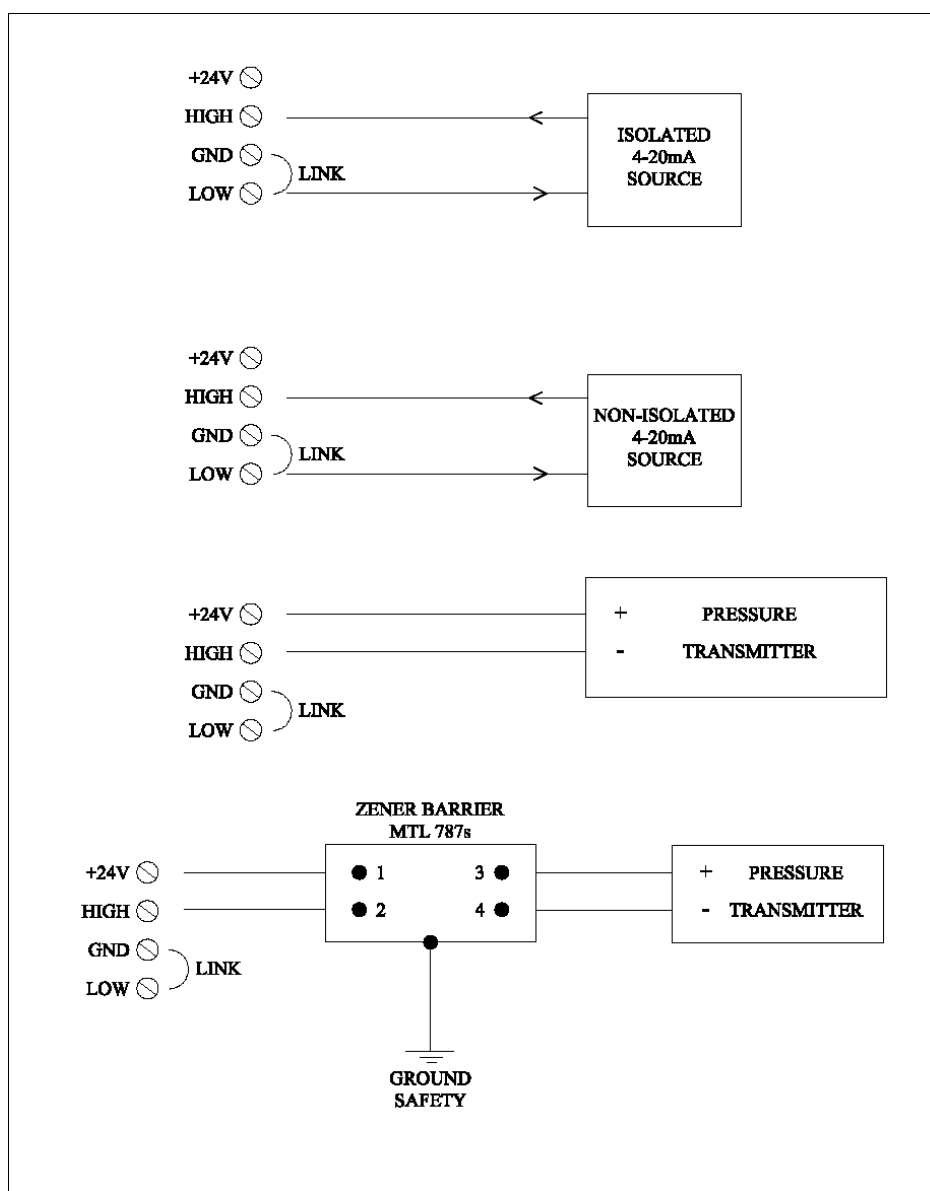 +24V
HIGH
GND
LINK
LOW
ISOLATED
4-20mA
SOURCE
+24V
HIGH
GND
LINK
LOW
NON-ISOLATED
4-20mA
SOURCE
+24V
HIGH
GND
LINK
LOW
+ PRESSURE
- TRANSMITTER
ZENER BARRIER
MTL 787s
+24V
HIGH
GND
LINK
LOW
1 3
2 4
+ PRESSURE
- TRANSMITTER
GROUND
SAFETY